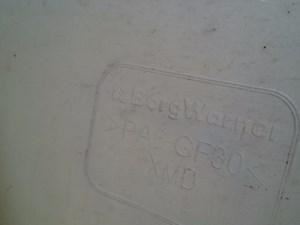 BorgWarner
>PA- GF30<
XMD